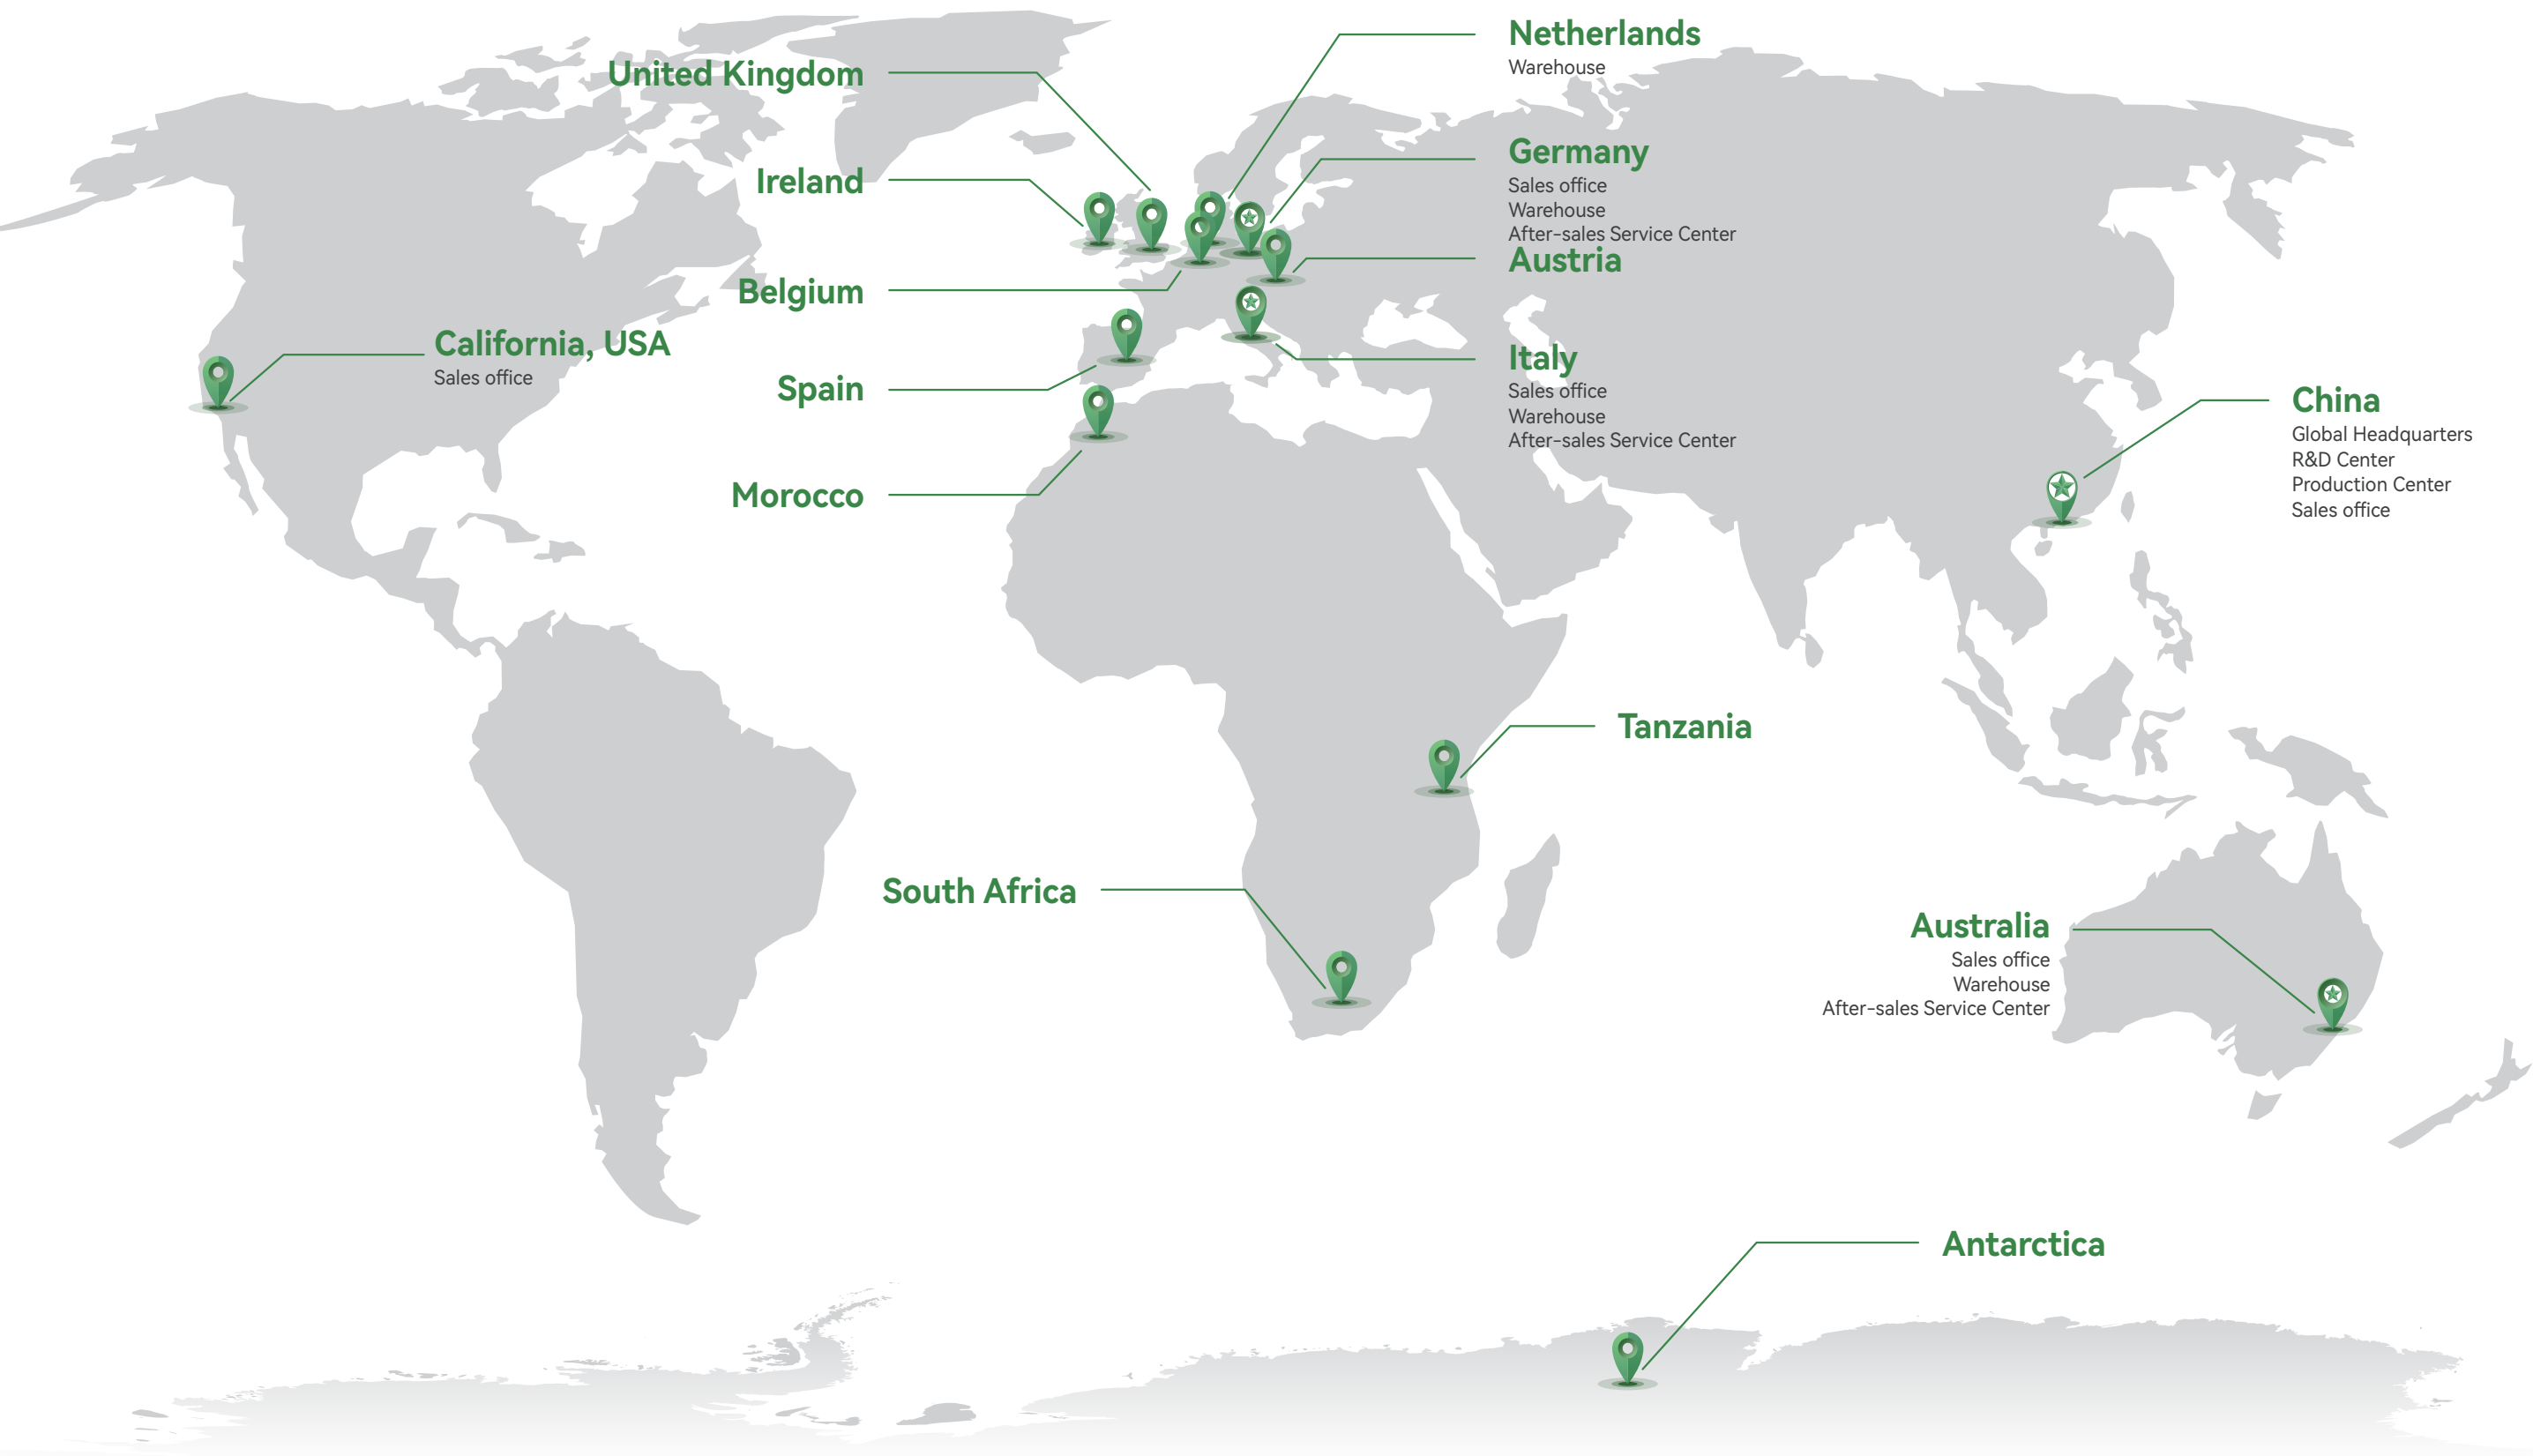 Netherlands
Warehouse
United Kingdom
Germany
Sales office
Warehouse
After-sales Service Center
Ireland
Austria
Belgium
California, USA
Sales office
Italy
Sales office
Warehouse
After-sales Service Center
Spain
China
Global Headquarters
R&D Center
Production Center
Sales office
Morocco
Tanzania
South Africa
Australia
Sales office
Warehouse
After-sales Service Center
Antarctica